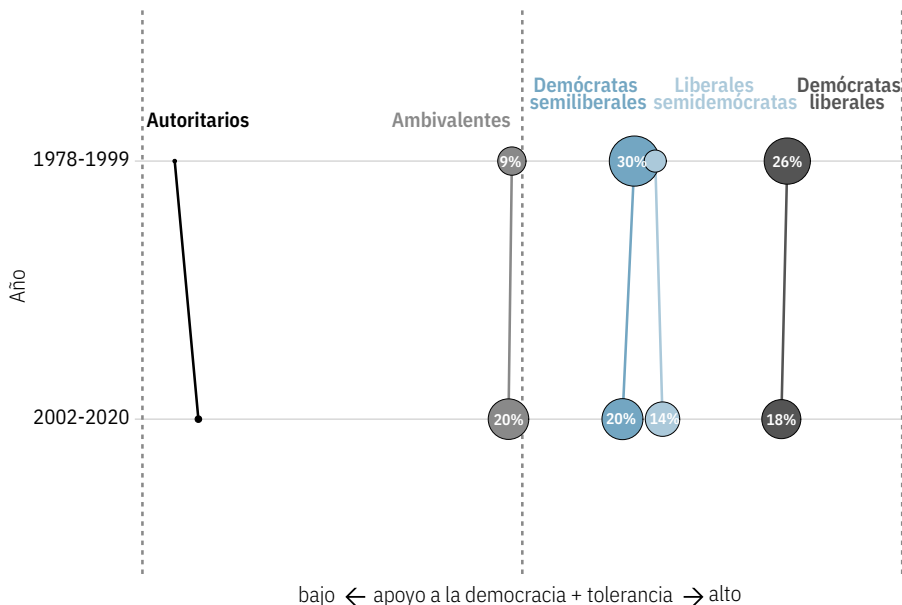 Demócratas
semiliberales
Liberales
semidemócratas
Demócratas
liberales
Autoritarios
Ambivalentes
1978-1999
9%
30%
26%
Año
2002-2020
20%
20%
14%
18%
bajo ← apoyo a la democracia + tolerancia → alto